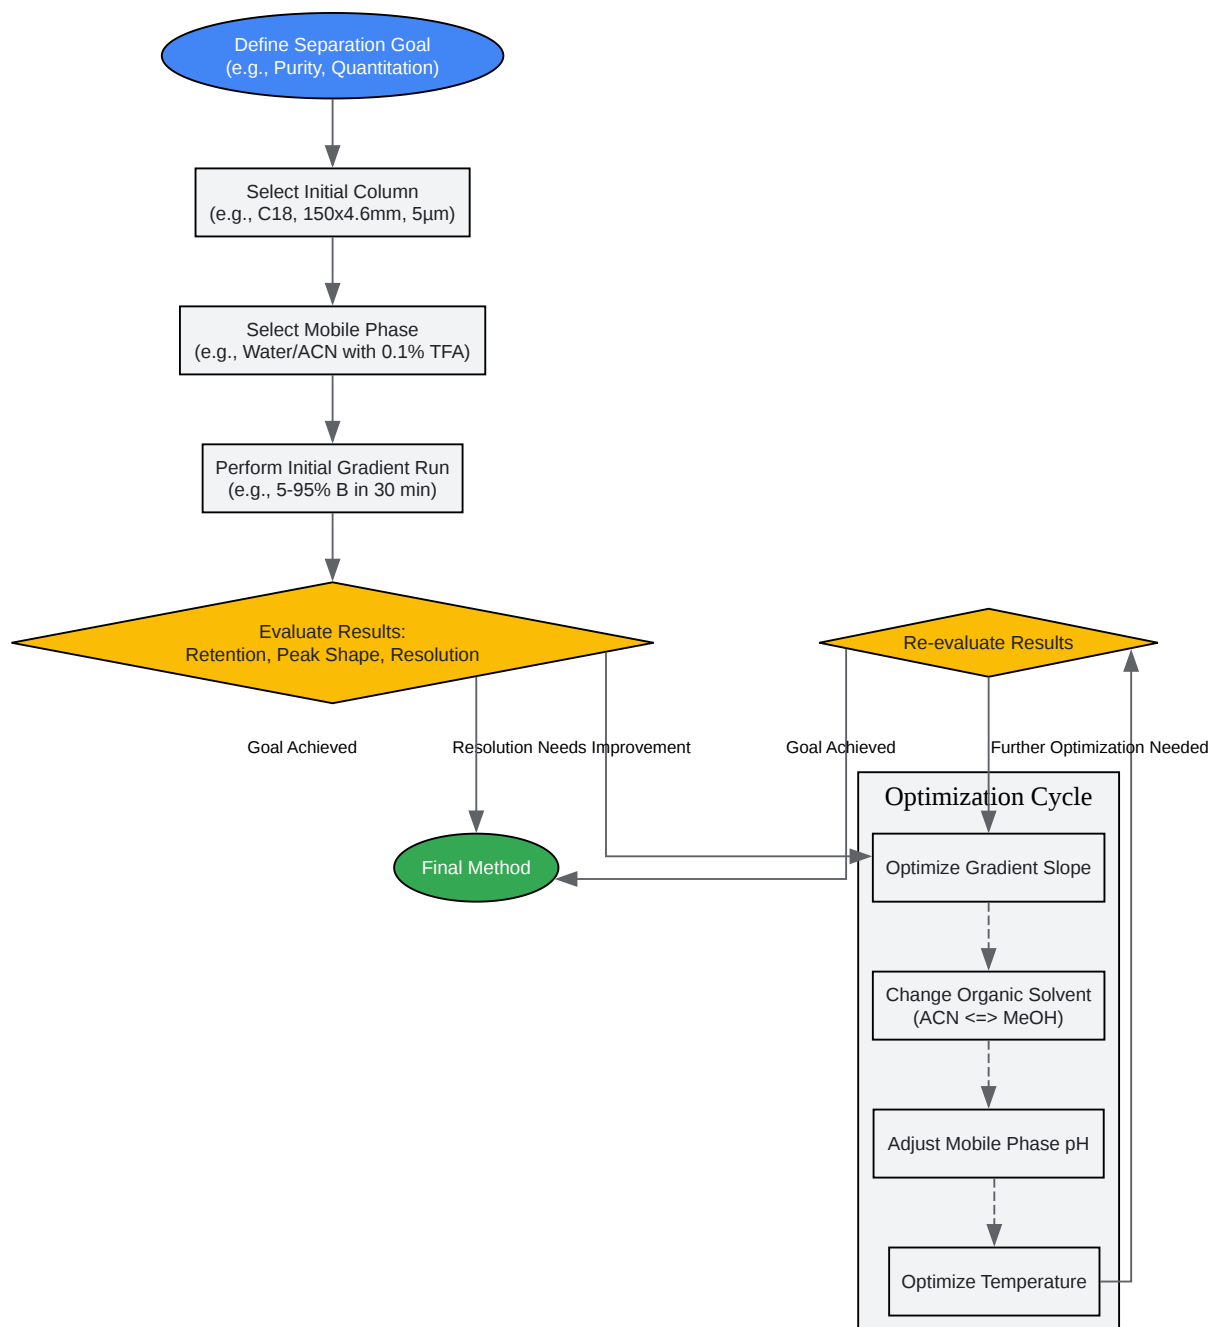 Define Separation Goal
(e.g., Purity, Quantitation)
Select Initial Column
(e.g., C18, 150x4.6mm, 5µm)
Select Mobile Phase
(e.g., Water/ACN with 0.1% TFA)
Perform Initial Gradient Run
(e.g., 5-95% B in 30 min)
Evaluate Results:
Retention, Peak Shape, Resolution
Re-evaluate Results
Goal Achieved
Resolution Needs Improvement
Goal Achieved
Further Optimization Needed
Optimization Cycle
Final Method
Optimize Gradient Slope
Change Organic Solvent
(ACN <=> MeOH)
Adjust Mobile Phase pH
Optimize Temperature